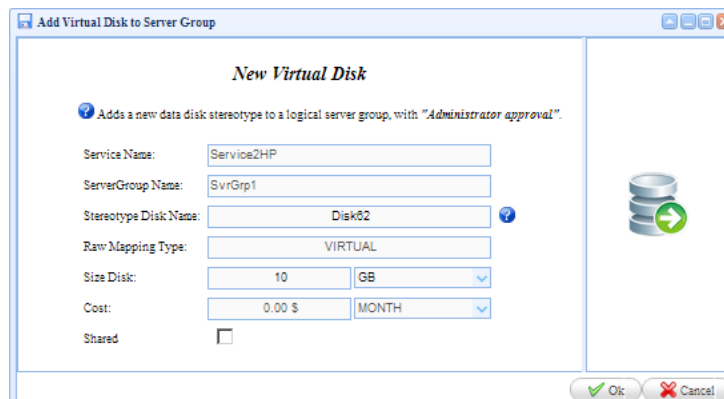 Add Virtual Disk to Server Group
New Virtual Disk
Adds a new data disk stereotype to a logical server group, with "Administrator approval".
Service Name: Service2HP
ServerGroup Name: SvrGrp1
Stereotype Disk Name: Disk62
Raw Mapping Type: VIRTUAL
Size Disk: 10 GB
Cost: 0.00 $ MONTH
Shared
Ok Cancel